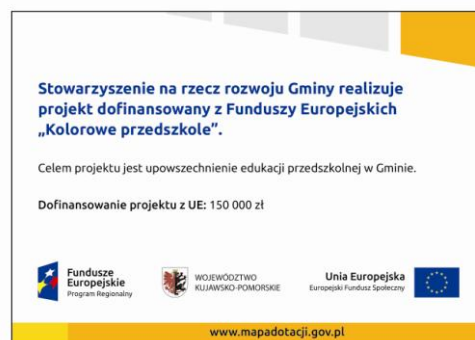 Stowarzyszenie na rzecz rozwoju Gminy realizuje
projekt dofinansowany z Funduszy Europejskich
„Kolorowe przedszkole”.
Celem projektu jest upowszechnienie edukacji przedszkolnej w Gminie.
Dofinansowanie projektu z UE: 150 000 zł
Fundusze
Europejskie
Program Regionalny
WOJEWÓDZTWO
KUJAWSKO-POMORSKIE
Unia Europejska
Europejski Fundusz Społeczny
www.mapadotacji.gov.pl